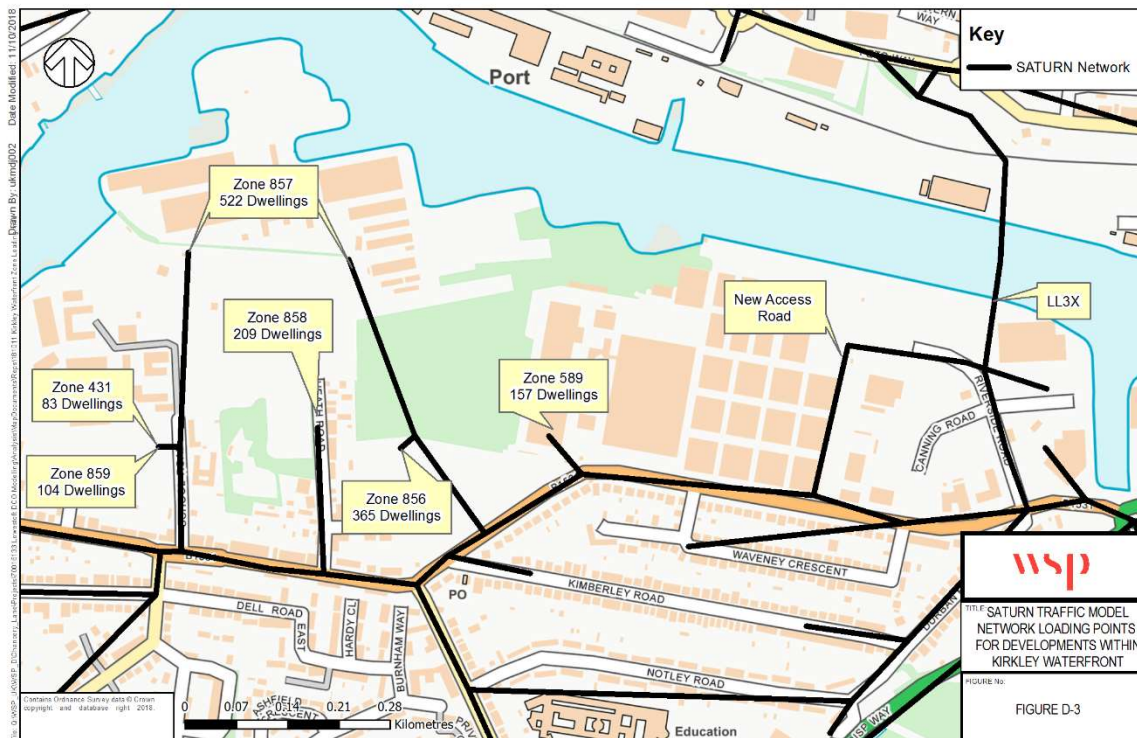 Date Modified: 11/10/2018
Drawn By: ukmdj002
Key
SATURN Network
WAY
Port
Zone 857
522 Dwellings
Zone 858
209 Dwellings
New Access
Road
LL3X
Zone 431
83 Dwellings
Zone 589
157 Dwellings
Zone 859
104 Dwellings
Zone 856
365 Dwellings
RIVERSIDE ROAD
CANNING ROAD
WAVENEY CRESCENT
KIMBERLEY ROAD
PO
DELL ROAD
EAST
HARDY CL
BURNHAM WAY
NOTLEY ROAD
Education
wsp
TITLE:
SATURN TRAFFIC MODEL
NETWORK LOADING POINTS
FOR DEVELOPMENTS WITHIN
KIRKLEY WATERFRONT
FIGURE No:
FIGURE D-3
Contains Ordnance Survey data © Crown
copyright and database right 2018.
0 0.07 0.14 0.21 0.28
Kilometres